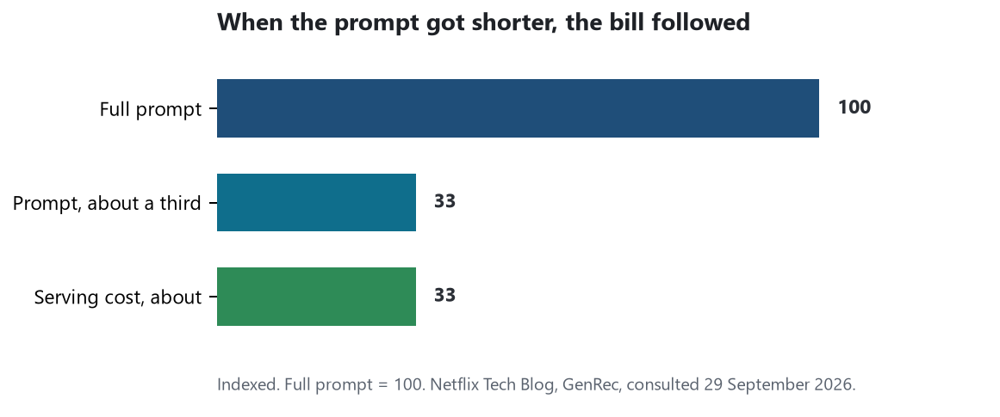 When the prompt got shorter, the bill followed
Full prompt
100
Prompt, about a third
33
Serving cost, about
33
Indexed. Full prompt = 100. Netflix Tech Blog, GenRec, consulted 29 September 2026.